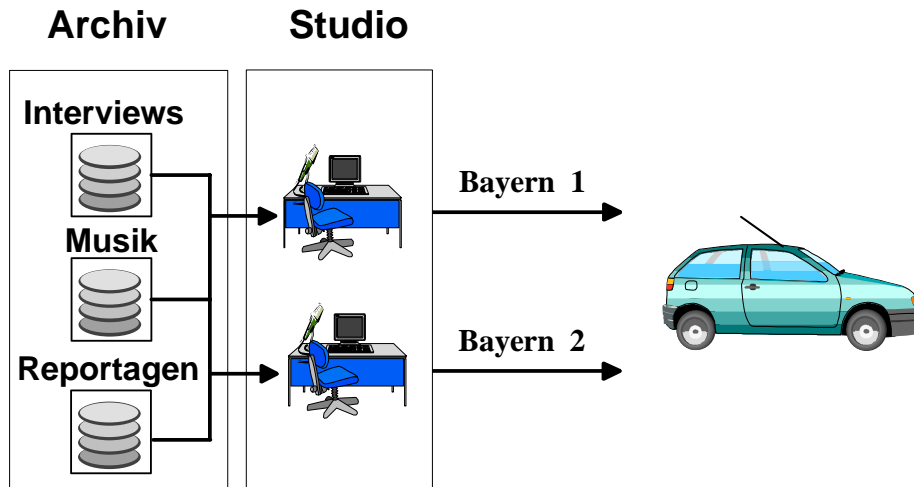 Archiv
Studio
Interviews
Musik
Reportagen
Bayern 1
Bayern 2